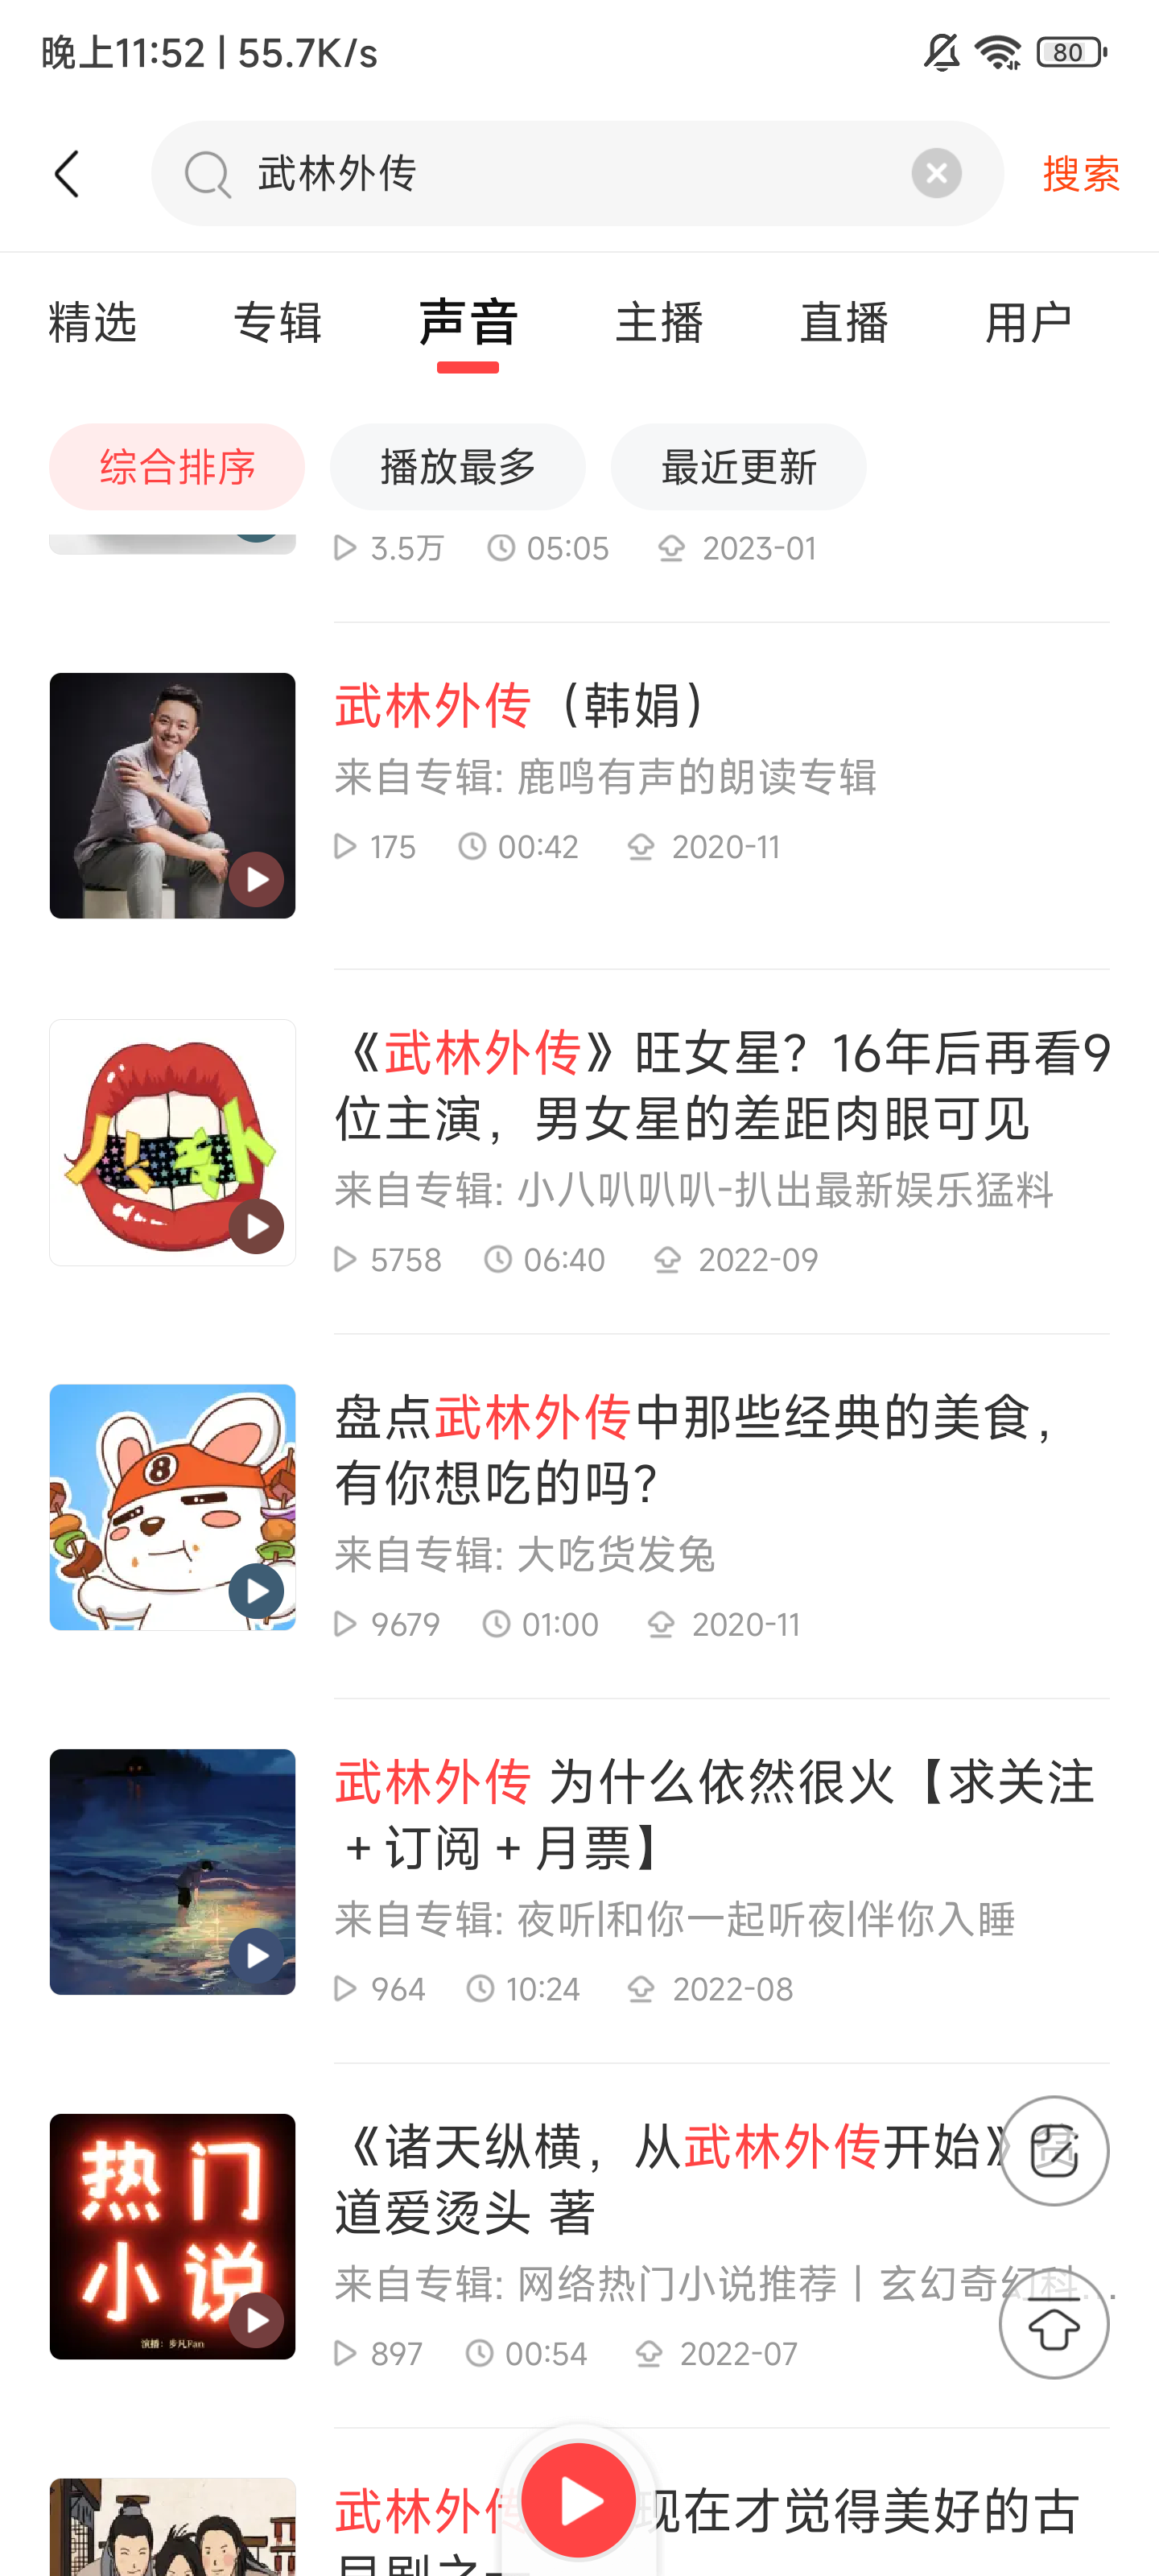 晚上11:52 | 55.7K/s
80
武林外传
搜索
精选 专辑 声音 主播 直播 用户
综合排序 播放最多 最近更新
3.5万 05:05 2023-01
武林外传（韩娟）
来自专辑: 鹿鸣有声的朗读专辑
175 00:42 2020-11
八卦
《武林外传》旺女星？16年后再看9
位主演，男女星的差距肉眼可见
来自专辑: 小八叭叭叭-扒出最新娱乐猛料
5758 06:40 2022-09
8
盘点武林外传中那些经典的美食，
有你想吃的吗？
来自专辑: 大吃货发兔
9679 01:00 2020-11
武林外传 为什么依然很火【求关注
＋订阅＋月票】
来自专辑: 夜听|和你一起听夜|伴你入睡
964 10:24 2022-08
热门
小说
演播：步凡Fan
《诸天纵横，从武林外传开始》
道爱烫头 著
来自专辑: 网络热门小说推荐丨玄幻奇幻科...
897 00:54 2022-07
武林外传 现在才觉得美好的古